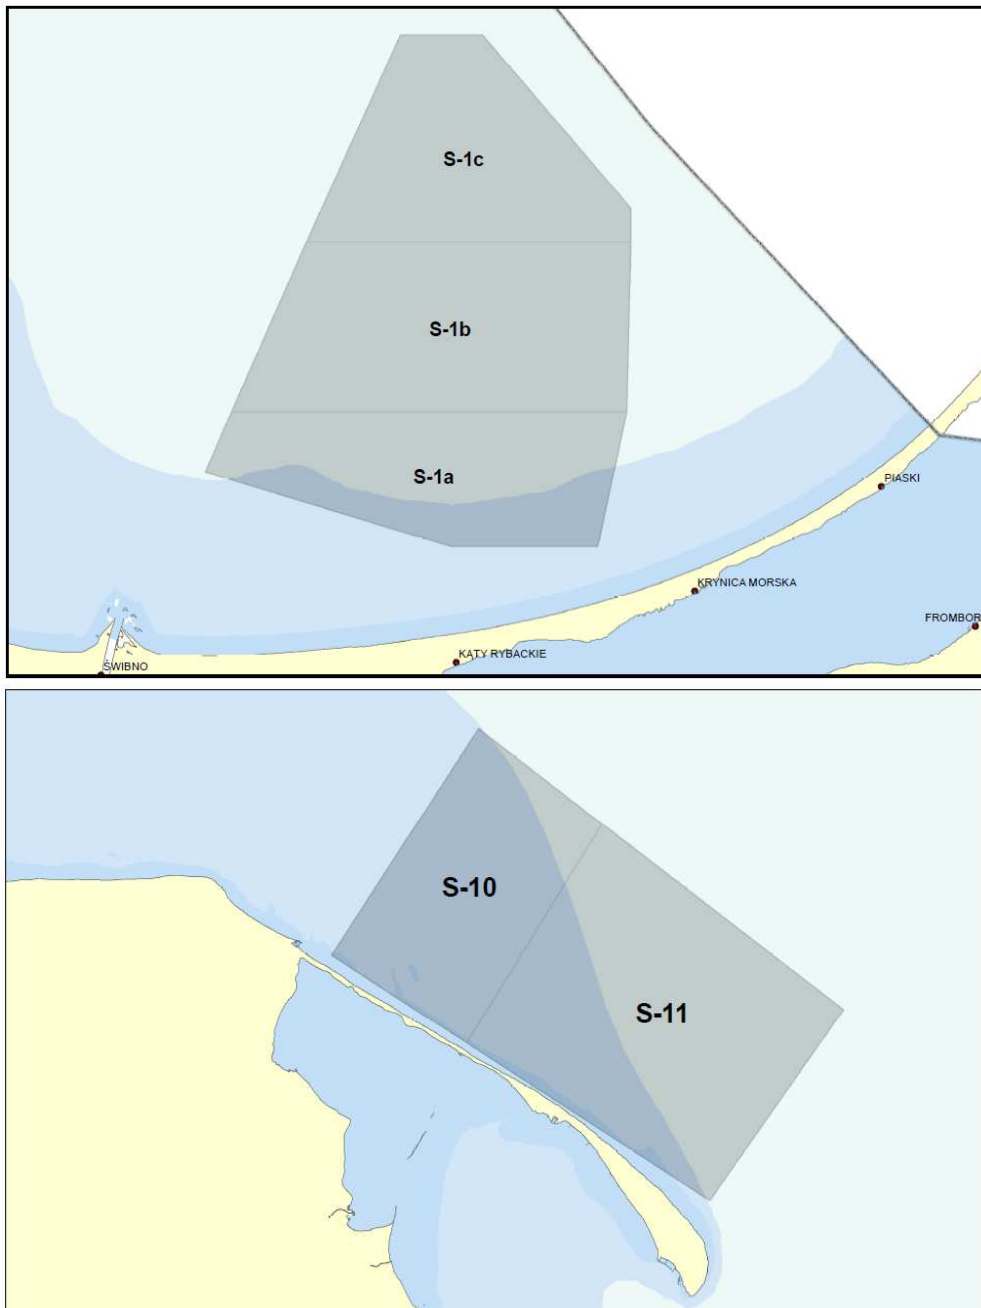 S-1c
S-1b
S-1a
PIASKI
KRYNICA MORSKA
FROMBOR
KĄTY RYBACKIE
ŚWIBNO
S-10
S-11